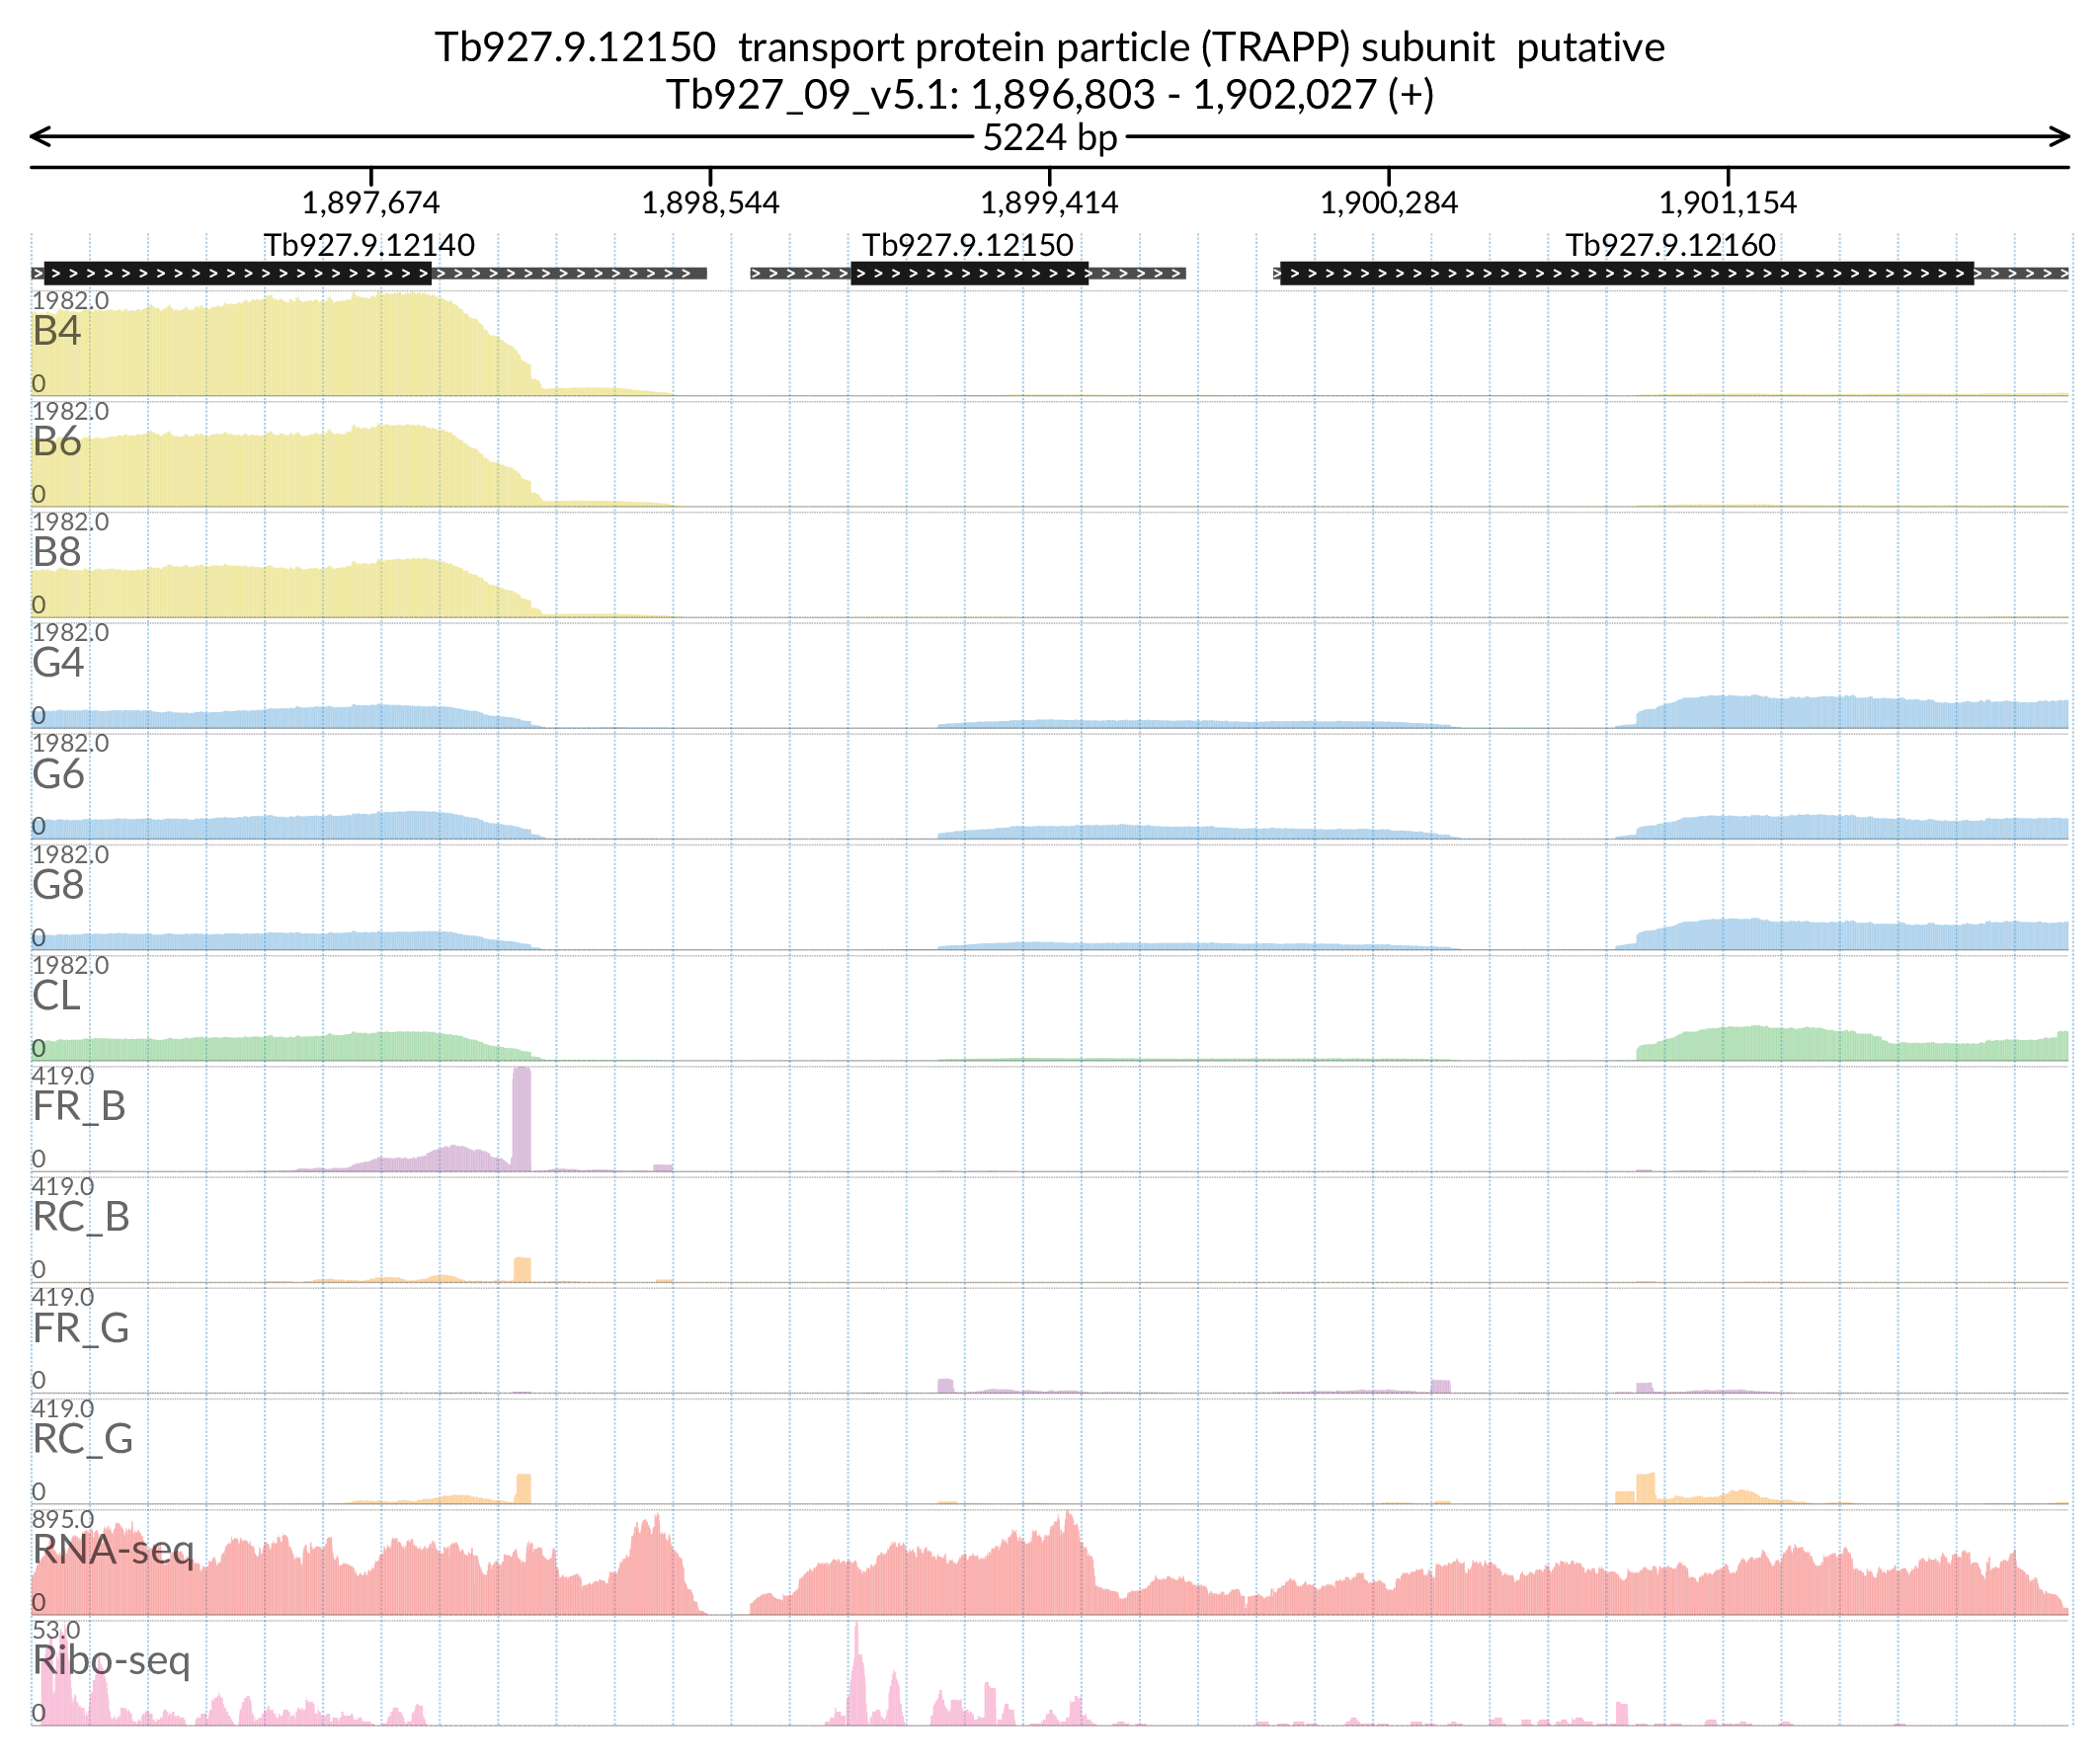 Tb927.9.12150  transport protein particle (TRAPP) subunit  putative
Tb927_09_v5.1: 1,896,803 - 1,902,027 (+)
5224 bp
1,897,674 1,898,544 1,899,414 1,900,284 1,901,154
Tb927.9.12140 Tb927.9.12150 Tb927.9.12160
1982.0
B4
0
1982.0
B6
0
1982.0
B8
0
1982.0
G4
0
1982.0
G6
0
1982.0
G8
0
1982.0
CL
0
419.0
FR_B
0
419.0
RC_B
0
419.0
FR_G
0
419.0
RC_G
0
895.0
RNA-seq
0
53.0
Ribo-seq
0